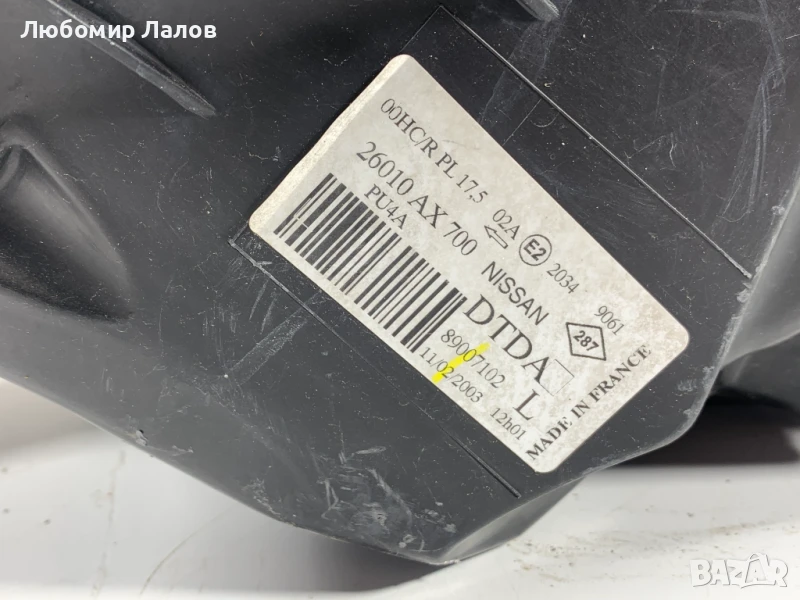 Любомир Лалов
00HC/R PL 17,5 02A E2 2034 9061
26010 AX 700 NISSAN 287
PU4A DTDA
89007102 L
11/02/2003 12h01
MADE IN FRANCE
BAZAR